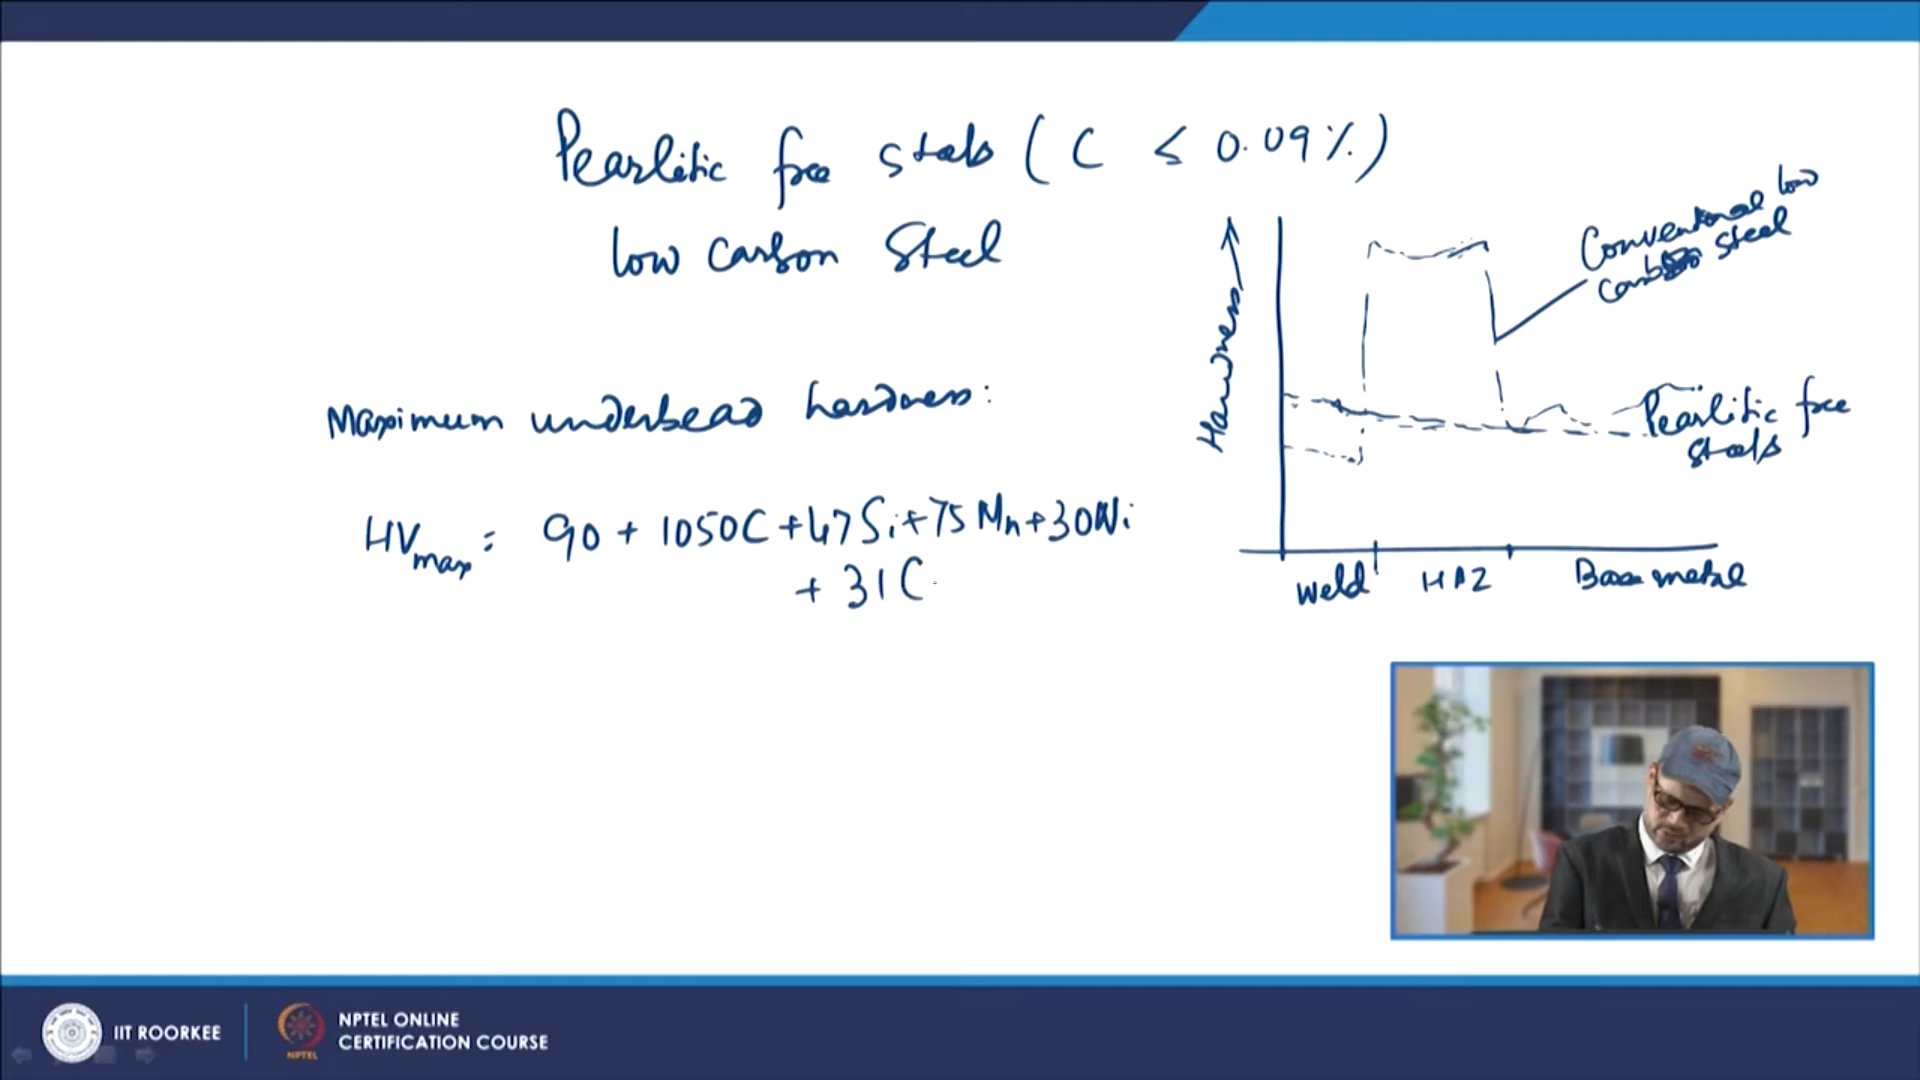 Pearlitic free steels ( C ≤ 0.09%)
low carbon Steel
Maximum underbead hardness:
HVmax = 90 + 1050C + 47Si + 75Mn + 30Ni
+ 31C
Hardness
Conventional low
carbon steel
Pearlitic free
steels
Weld HAZ Base metal
IIT ROORKEE
NPTEL
NPTEL ONLINE
CERTIFICATION COURSE